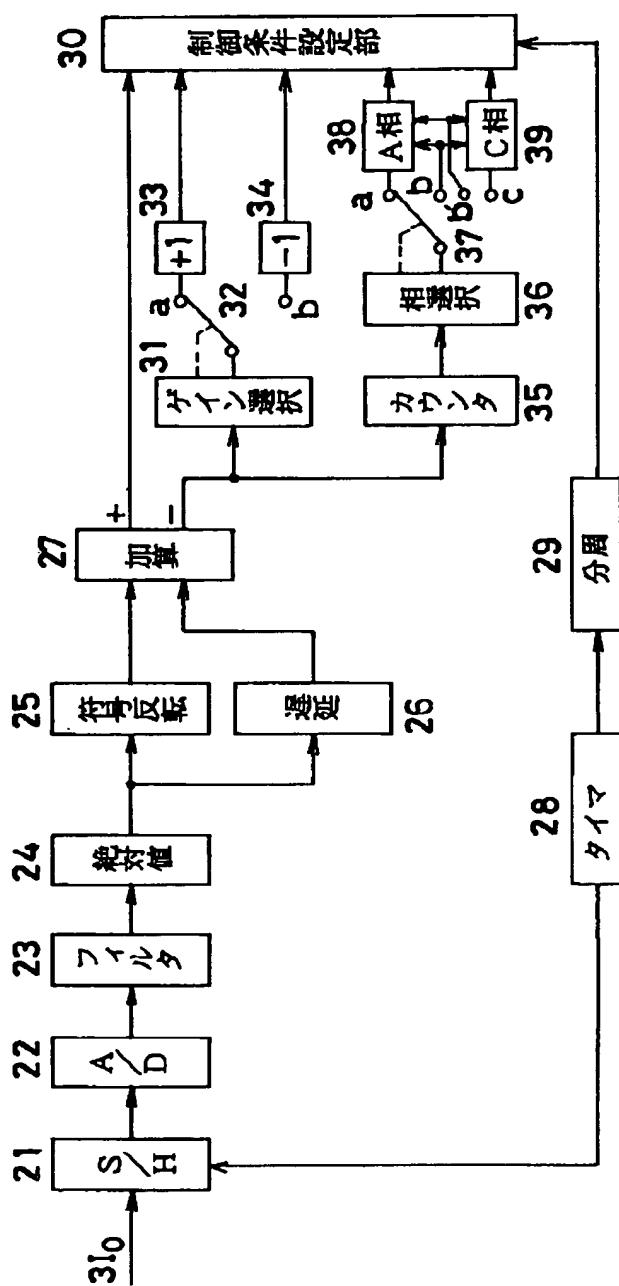 3I0
21
S/H
22
A/D
23
フィルタ
24
絶対値
25
符号反転
26
遅延
27
加算
+
−
28
タイマ
29
分周
30
制御条件設定部
31
ゲイン選択
32
a
b
33
+1
34
−1
35
カウンタ
36
相選択
37
a
b
b'
c
38
A相
39
C相